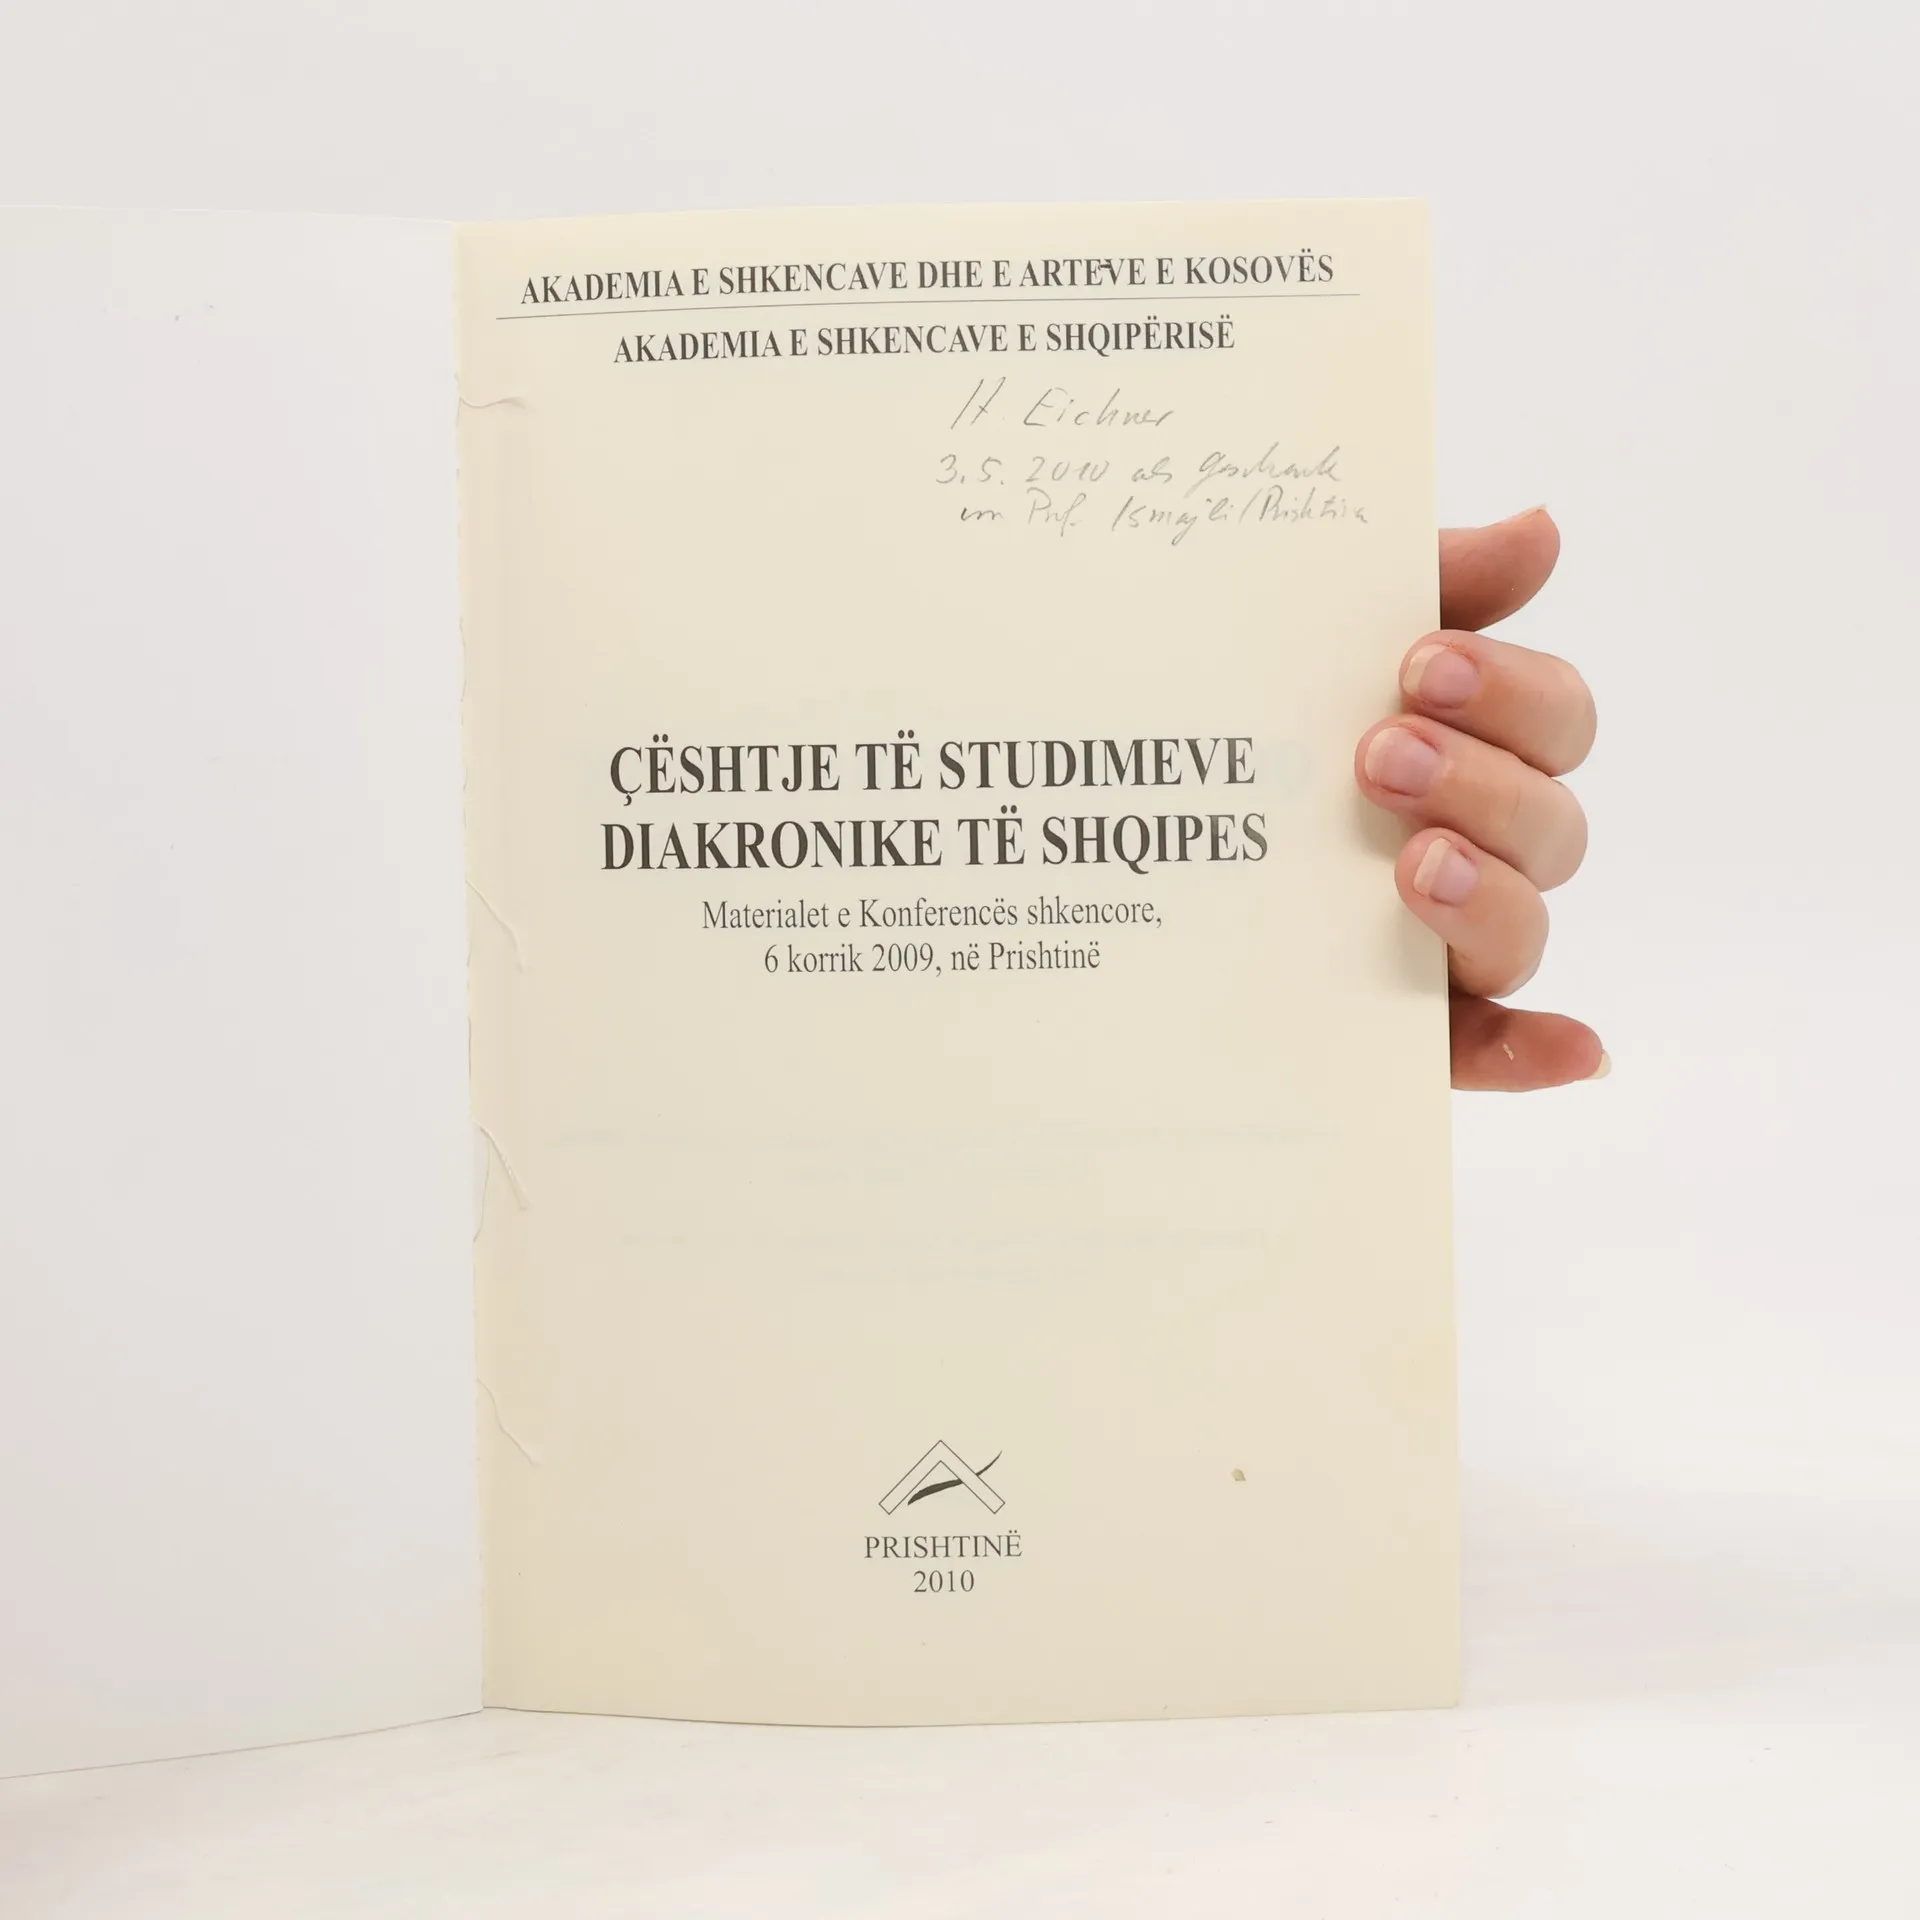 AKADEMIA E SHKENCAVE DHE E ARTEVE E KOSOVËS
AKADEMIA E SHKENCAVE E SHQIPËRISË
H. Eichner
3.5. 2010 als Geschenk
von Prof. Ismajli/Prishtina
ÇËSHTJE TË STUDIMEVE
DIAKRONIKE TË SHQIPES
Materialet e Konferencës shkencore,
6 korrik 2009, në Prishtinë
PRISHTINË
2010